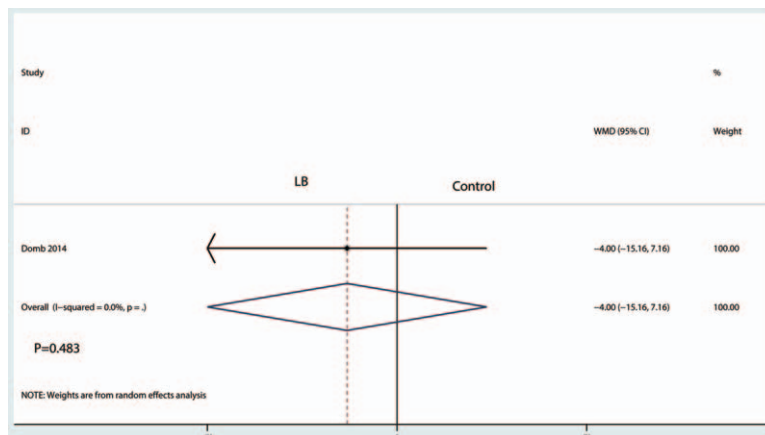 Study %
ID WMD (95% CI) Weight
LB Control
Domb 2014 −4.00 (−15.16, 7.16) 100.00
Overall (I−squared = 0.0%, p = .) −4.00 (−15.16, 7.16) 100.00
P=0.483
NOTE: Weights are from random effects analysis